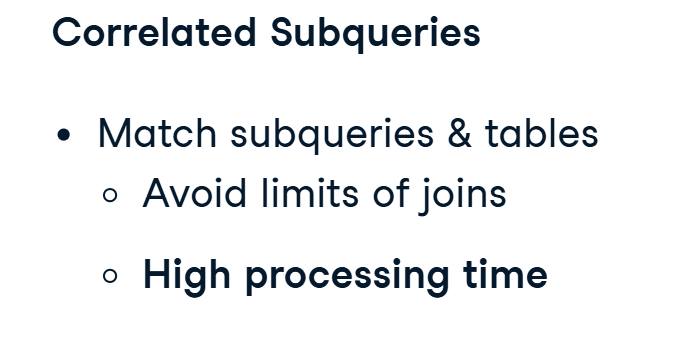 Correlated Subqueries
• Match subqueries & tables
○ Avoid limits of joins
○ High processing time